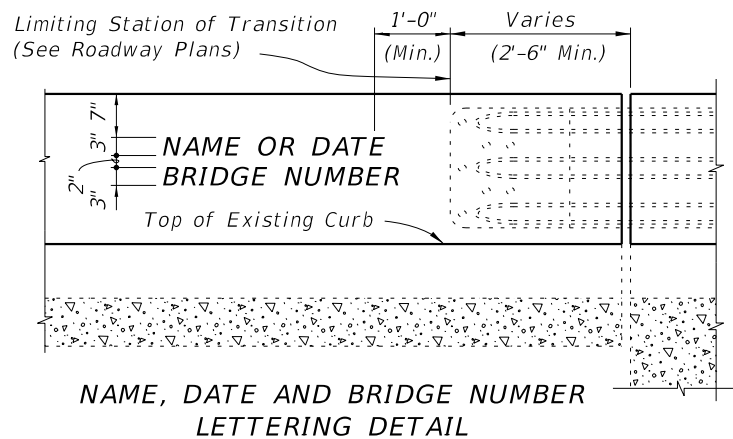 Limiting Station of Transition
(See Roadway Plans)
1'-0"
(Min.)
Varies
(2'-6" Min.)
7"
3"
2"
3"
NAME OR DATE
BRIDGE NUMBER
Top of Existing Curb
NAME, DATE AND BRIDGE NUMBER
LETTERING DETAIL